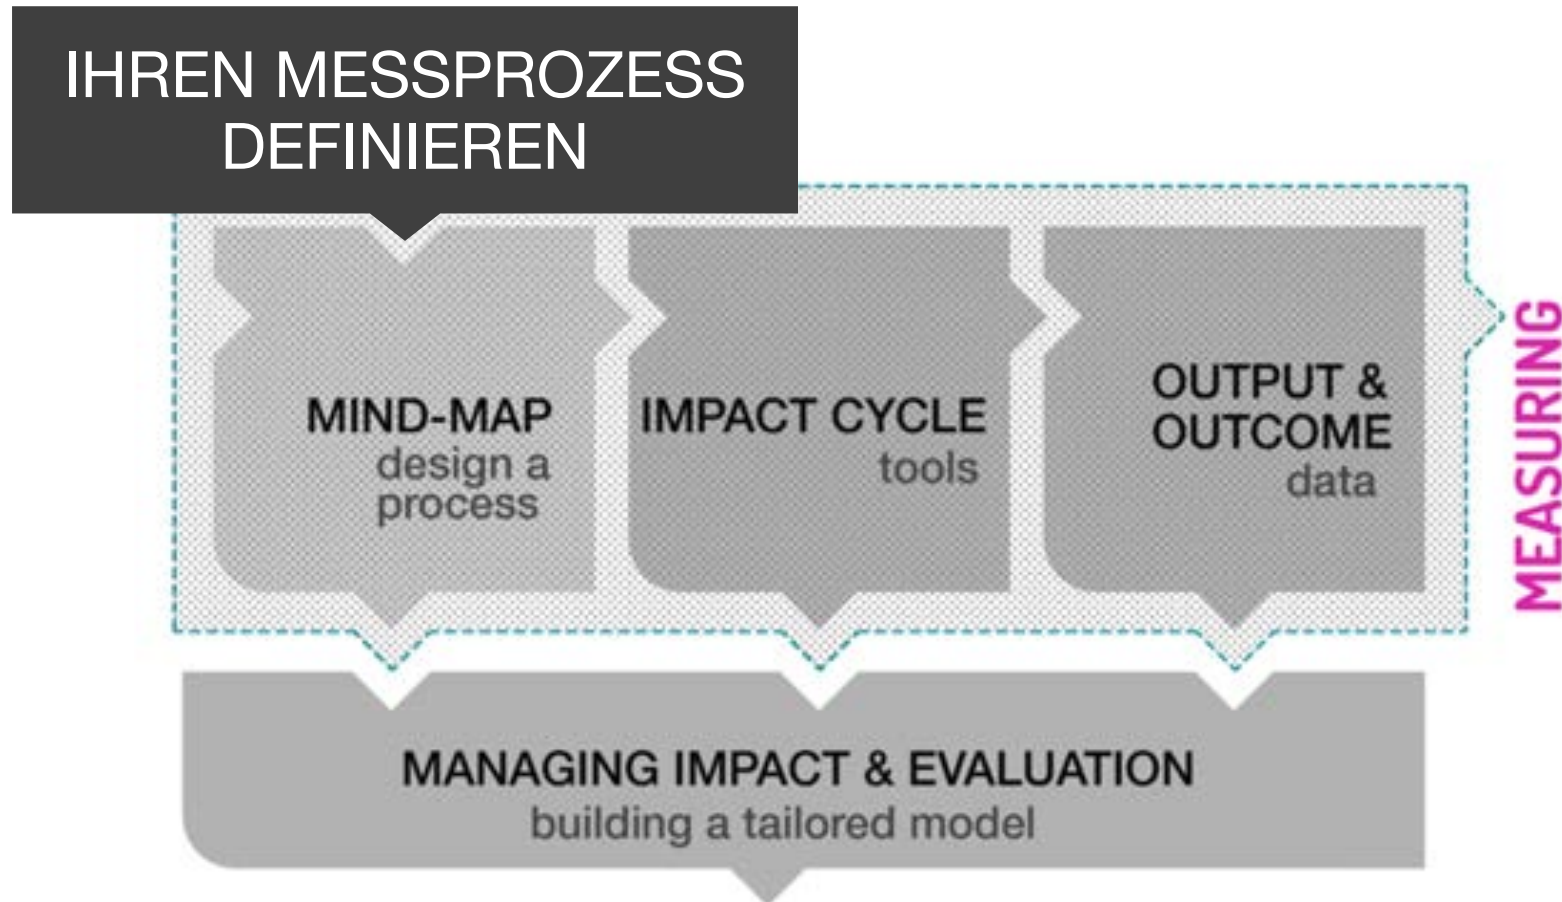 IHREN MESSPROZESS
DEFINIEREN
MIND-MAP
design a
process
IMPACT CYCLE
tools
OUTPUT &
OUTCOME
data
MEASURING
MANAGING IMPACT & EVALUATION
building a tailored model